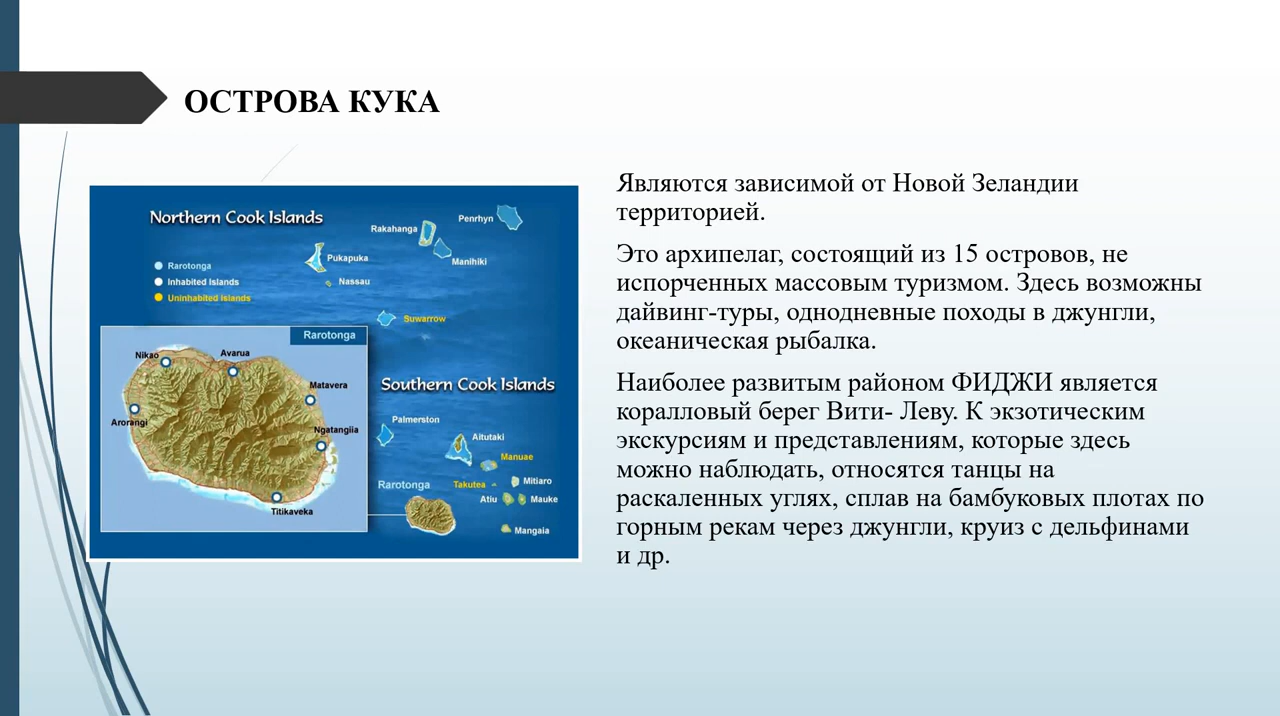 ОСТРОВА КУКА
Northern Cook Islands
Penrhyn
Rakahanga
Manihiki
Pukapuka
Nassau
Rarotonga
Inhabited Islands
Uninhabited Islands
Suwarrow
Rarotonga
Nikao
Avarua
Matavera
Arorangi
Ngatangiia
Titikaveka
Southern Cook Islands
Palmerston
Aitutaki
Manuae
Takutea
Mitiaro
Atiu
Mauke
Rarotonga
Mangaia
Являются зависимой от Новой Зеландии
территорией.
Это архипелаг, состоящий из 15 островов, не
испорченных массовым туризмом. Здесь возможны
дайвинг-туры, однодневные походы в джунгли,
океаническая рыбалка.
Наиболее развитым районом ФИДЖИ является
коралловый берег Вити- Леву. К экзотическим
экскурсиям и представлениям, которые здесь
можно наблюдать, относятся танцы на
раскаленных углях, сплав на бамбуковых плотах по
горным рекам через джунгли, круиз с дельфинами
и др.